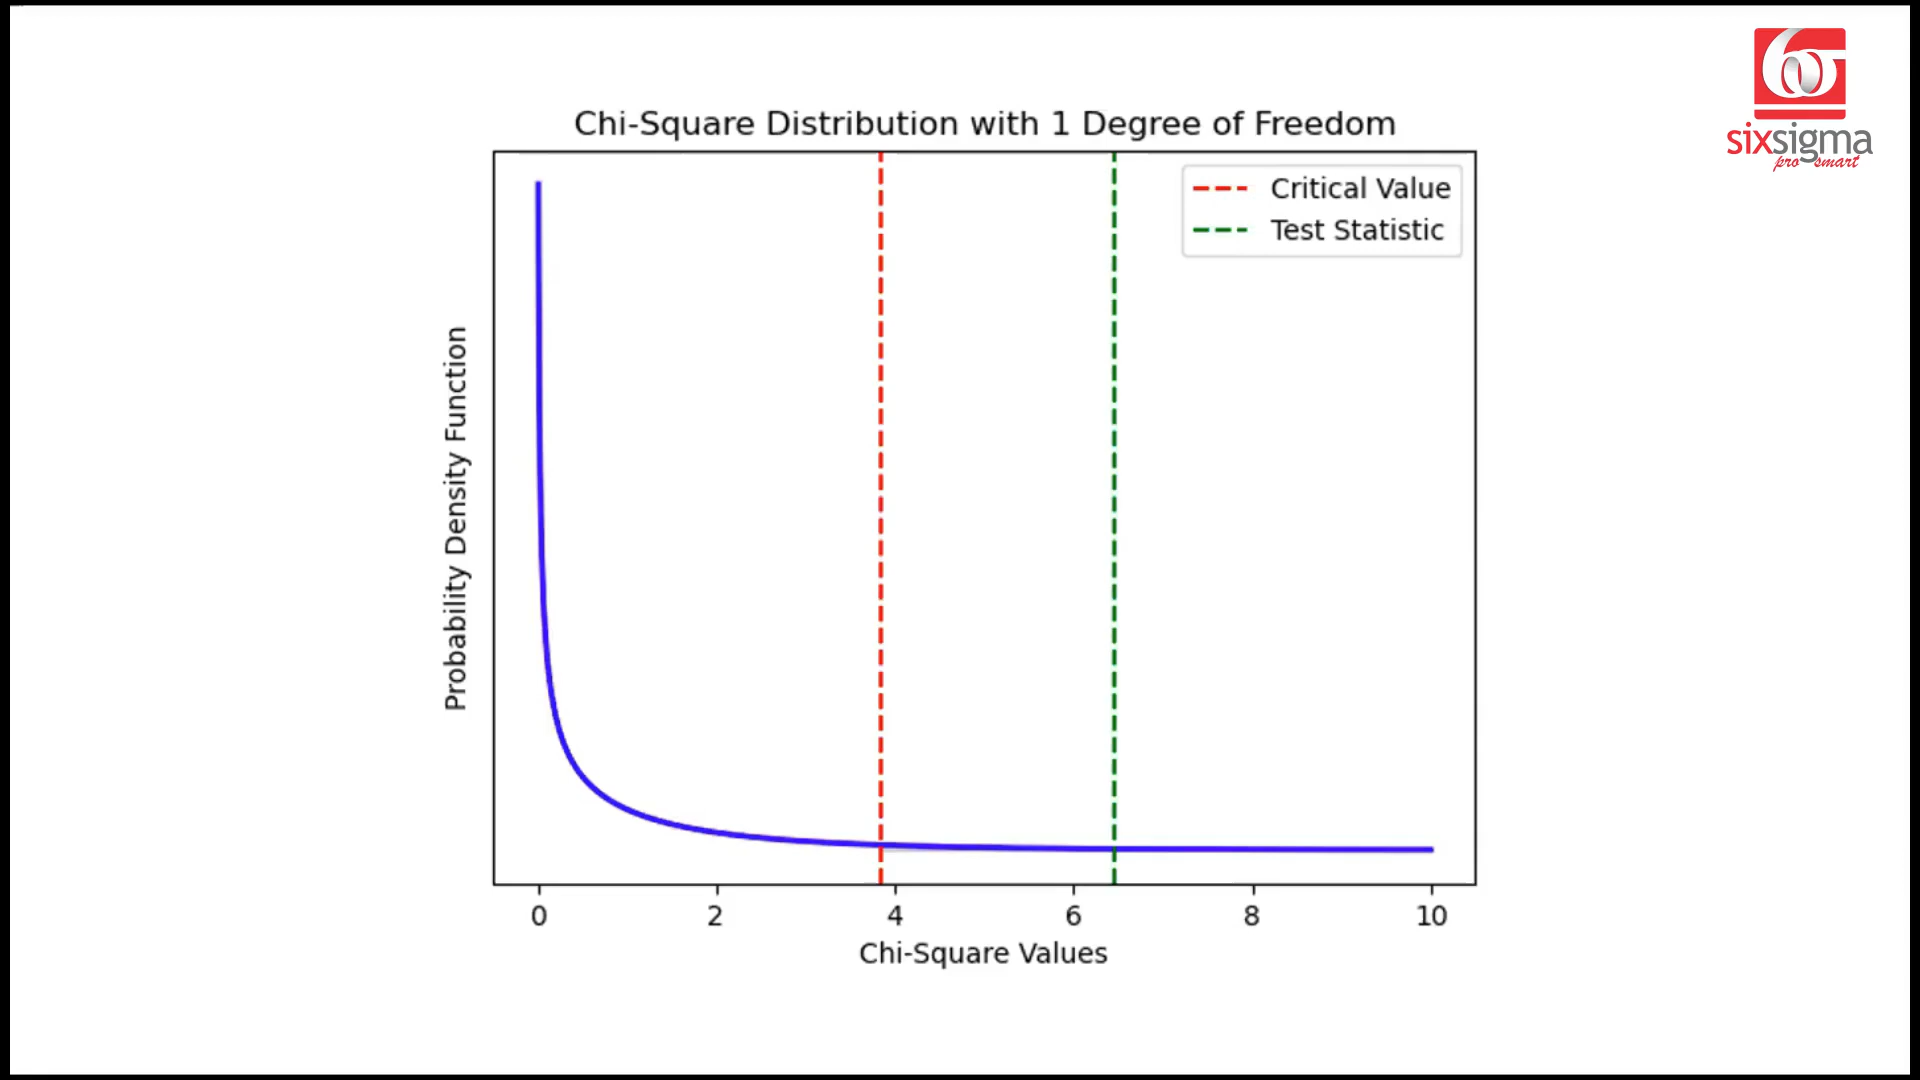 sixsigma
pro smart
Chi-Square Distribution with 1 Degree of Freedom
Critical Value
Test Statistic
Probability Density Function
0 2 4 6 8 10
Chi-Square Values